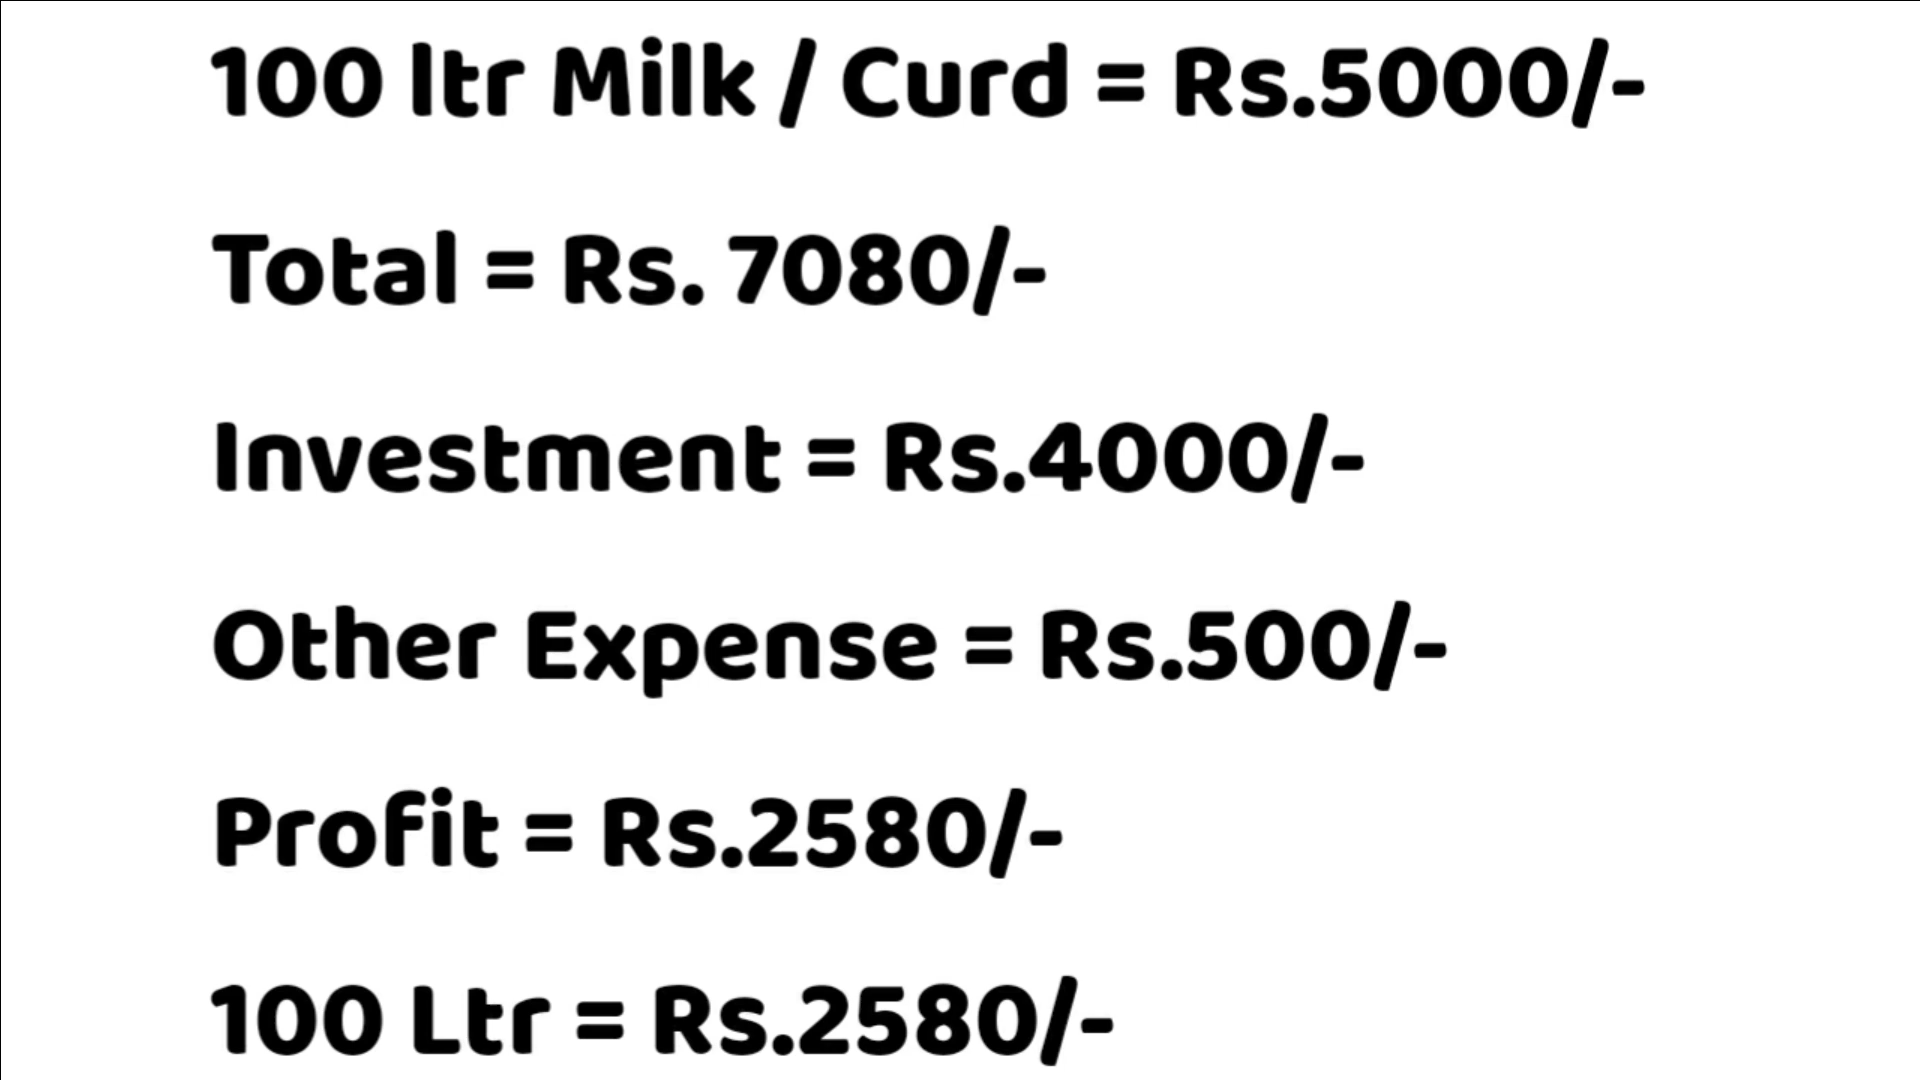 100 ltr Milk / Curd = Rs.5000/-
Total = Rs. 7080/-
Investment = Rs.4000/-
Other Expense = Rs.500/-
Profit = Rs.2580/-
100 Ltr = Rs.2580/-